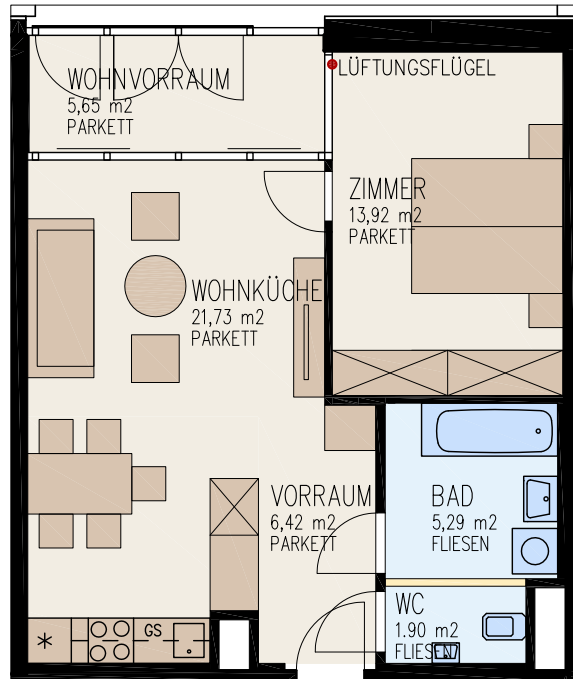 WOHNVORRAUM
5,65 m2
PARKETT
LÜFTUNGSFLÜGEL
ZIMMER
13,92 m2
PARKETT
WOHNKÜCHE
21,73 m2
PARKETT
VORRAUM
6,42 m2
PARKETT
BAD
5,29 m2
FLIESEN
WC
1.90 m2
FLIESEN
GS